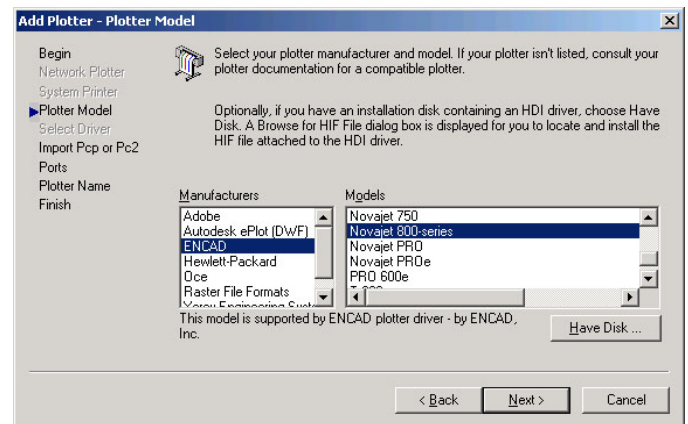 Add Plotter - Plotter Model
Begin
Network Plotter
System Printer
Plotter Model
Select Driver
Import Pcp or Pc2
Ports
Plotter Name
Finish
Select your plotter manufacturer and model. If your plotter isn't listed, consult your
plotter documentation for a compatible plotter.
Optionally, if you have an installation disk containing an HDI driver, choose Have
Disk. A Browse for HIF File dialog box is displayed for you to locate and install the
HIF file attached to the HDI driver.
Manufacturers
Adobe
Autodesk ePlot (DWF)
ENCAD
Hewlett-Packard
Oce
Raster File Formats
Models
Novajet 750
Novajet 800-series
Novajet PRO
Novajet PROe
PRO 600e
This model is supported by ENCAD plotter driver - by ENCAD,
Inc.
Have Disk ...
< Back
Next >
Cancel